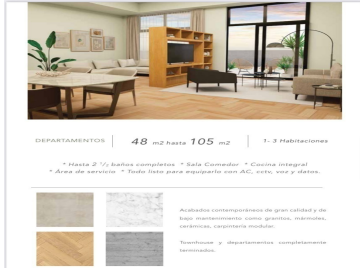 DEPARTAMENTOS
48 m2 hasta 105 m2
1- 3 Habitaciones
* Hasta 2 ½ baños completos * Sala Comedor * Cocina integral
* Área de servicio * Todo listo para equiparlo con AC, cctv, voz y datos.
Acabados contemporáneos de gran calidad y de
bajo mantenimiento como granitos, mármoles,
cerámicas, carpintería modular.
Townhouse y departamentos completamente
terminados.